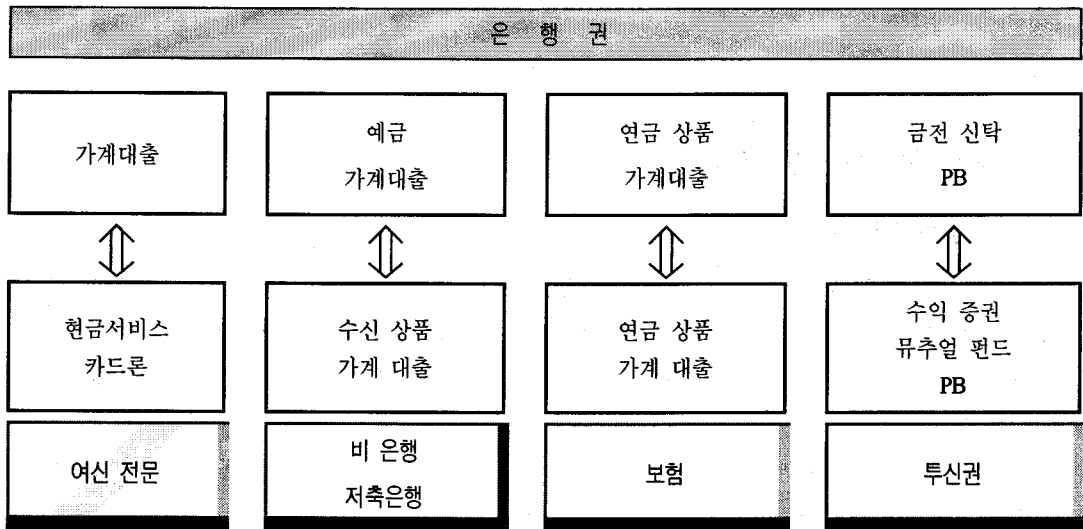 은 행 권
가계대출
예금
가계대출
연금 상품
가계대출
금전 신탁
PB
현금서비스
카드론
수신 상품
가계 대출
연금 상품
가계 대출
수익 증권
뮤추얼 펀드
PB
여신 전문
비 은행
저축은행
보험
투신권